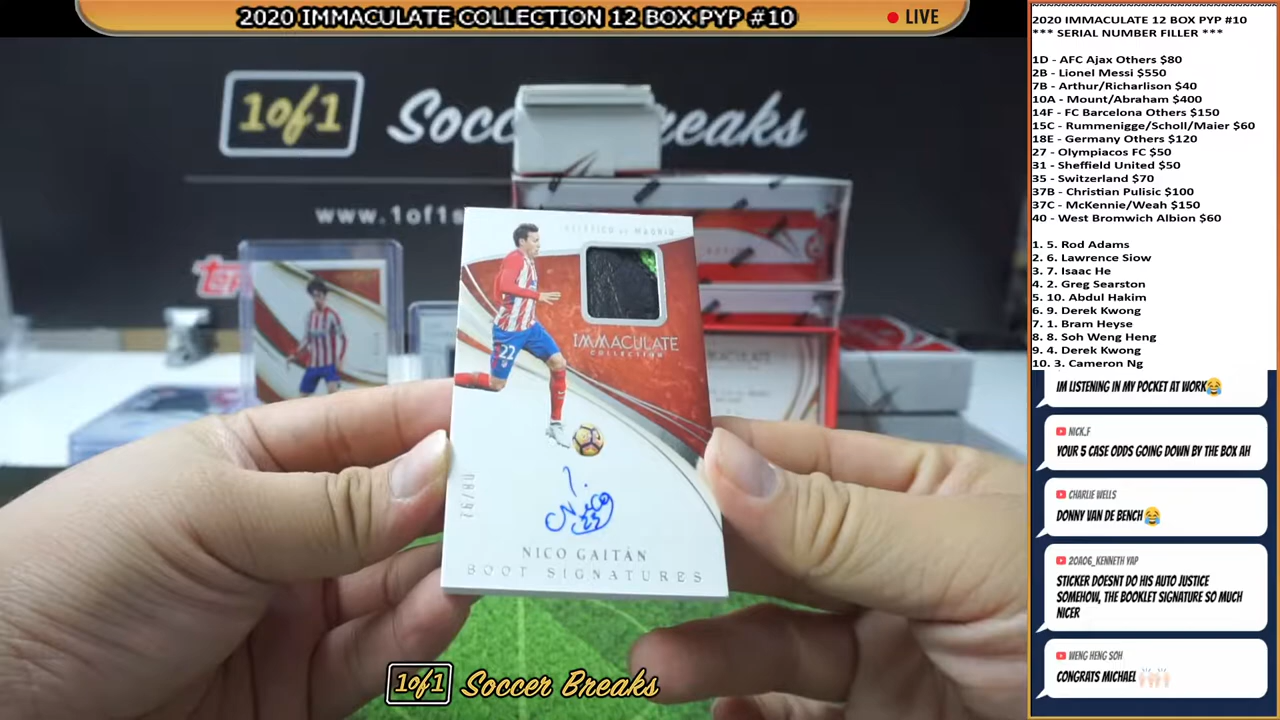 2020 IMMACULATE COLLECTION 12 BOX PYP #10
LIVE
1of1 Soccer Breaks
www.1of1s
ATLÉTICO DE MADRID
IMMACULATE
COLLECTION
22
Nico
23
NICO GAITÁN
BOOT SIGNATURES
1of1 Soccer Breaks
2020 IMMACULATE 12 BOX PYP #10
*** SERIAL NUMBER FILLER ***
1D - AFC Ajax Others $80
2B - Lionel Messi $550
7B - Arthur/Richarlison $40
10A - Mount/Abraham $400
14F - FC Barcelona Others $150
15C - Rummenigge/Scholl/Maier $60
18E - Germany Others $120
27 - Olympiacos FC $50
31 - Sheffield United $50
35 - Switzerland $70
37B - Christian Pulisic $100
37C - McKennie/Weah $150
40 - West Bromwich Albion $60
1. 5. Rod Adams
2. 6. Lawrence Siow
3. 7. Isaac He
4. 2. Greg Searston
5. 10. Abdul Hakim
6. 9. Derek Kwong
7. 1. Bram Heyse
8. 8. Soh Weng Heng
9. 4. Derek Kwong
10. 3. Cameron Ng
IM LISTENING IN MY POCKET AT WORK😂
NICK.F
YOUR 5 CASE ODDS GOING DOWN BY THE BOX AH
CHARLIE WELLS
DONNY VAN DE BENCH😂
20A06_KENNETH YAP
STICKER DOESNT DO HIS AUTO JUSTICE
SOMEHOW, THE BOOKLET SIGNATURE SO MUCH
NICER
WENG HENG SOH
CONGRATS MICHAEL 🙌🏻🙌🏻